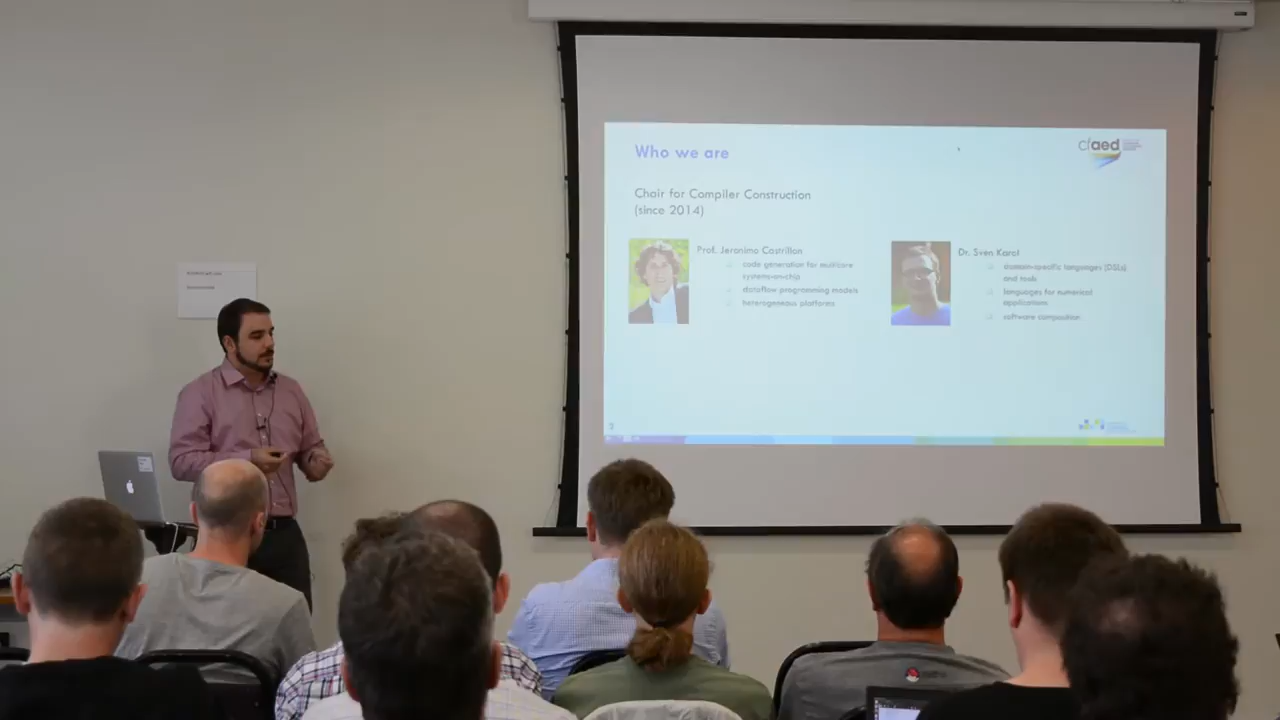 Who we are
cfaed
Chair for Compiler Construction
(since 2014)
Prof. Jeronimo Castrillon
code generation for multicore
systems-on-chip
dataflow programming models
heterogeneous platforms
Dr. Sven Karol
domain-specific languages (DSLs)
and tools
languages for numerical
applications
software composition